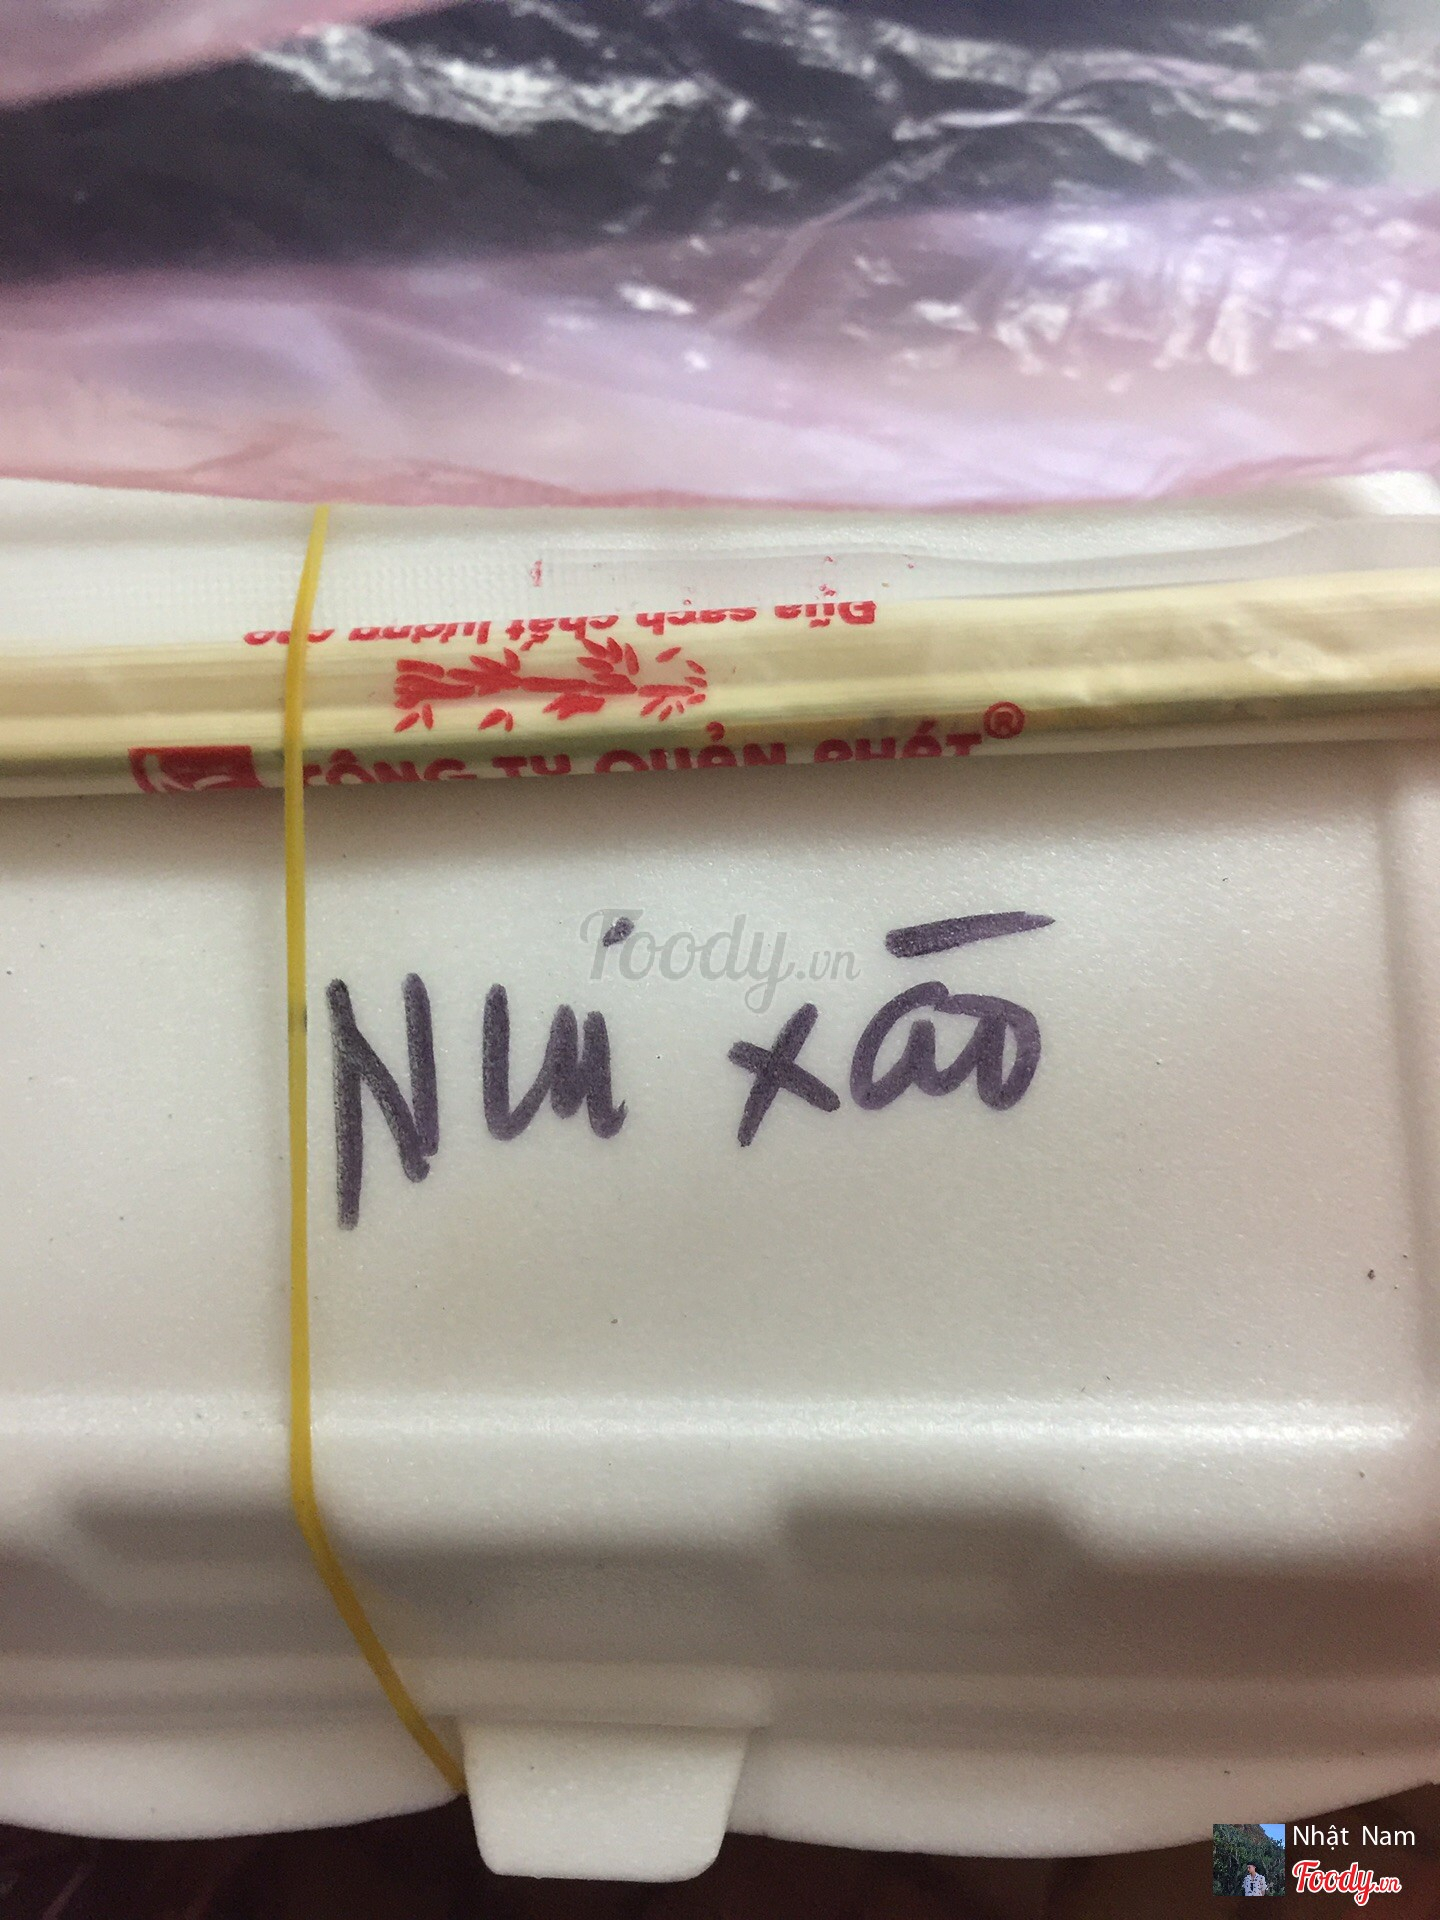 Đũa sạch chất lượng cao
CÔNG TY QUẢN PHÁT®
Foody.vn
Nui xào
Nhật Nam
Foody.vn